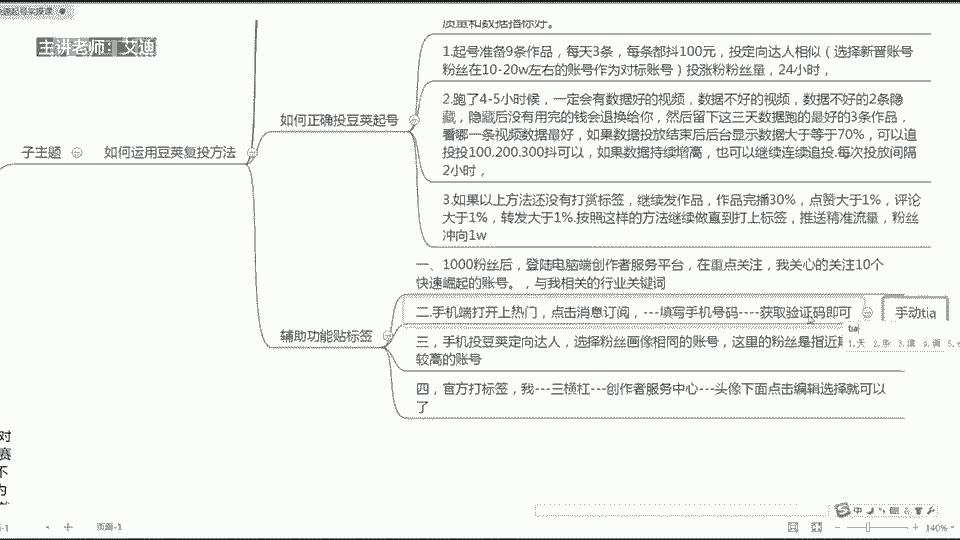 起号实操课
主讲老师：艾迪
质量和数据指标好。
1.起号准备9条作品，每天3条，每条都抖100元，投定向达人相似（选择新晋账号
粉丝在10-20w左右的账号作为对标账号）投涨粉粉丝量，24小时，
如何正确投豆荚起号
2.跑了4-5小时候，一定会有数据好的视频，数据不好的视频，数据不好的2条隐
藏，隐藏后没有用完的钱会退换给你，然后留下这三天数据跑的最好的3条作品，
看哪一条视频数据最好，如果数据投放结束后后台显示数据大于等于70%，可以追
投投100.200.300抖可以，如果数据持续增高，也可以继续连续追投.每次投放间隔
2小时，
子主题
如何运用豆荚复投方法
3.如果以上方法还没有打赏标签，继续发作品，作品完播30%，点赞大于1%，评论
大于1%，转发大于1%.按照这样的方法继续做直到打上标签，推送精准流量，粉丝
冲向1w
一、1000粉丝后，登陆电脑端创作者服务平台，在重点关注，我关心的关注10个
快速崛起的账号。，与我相关的行业关键词
二.手机端打开上热门，点击消息订阅，---填写手机号码----获取验证码即可
手动tia
tia
1.天 2.条 3.填 4.调 5.
辅助功能贴标签
三，手机投豆荚定向达人，选择粉丝画像相同的账号，这里的粉丝是指近
较高的账号
四，官方打标签，我---三横杠---创作者服务中心---头像下面点击编辑选择就可以
了
对
赛
不
为
页面-1
中
140%